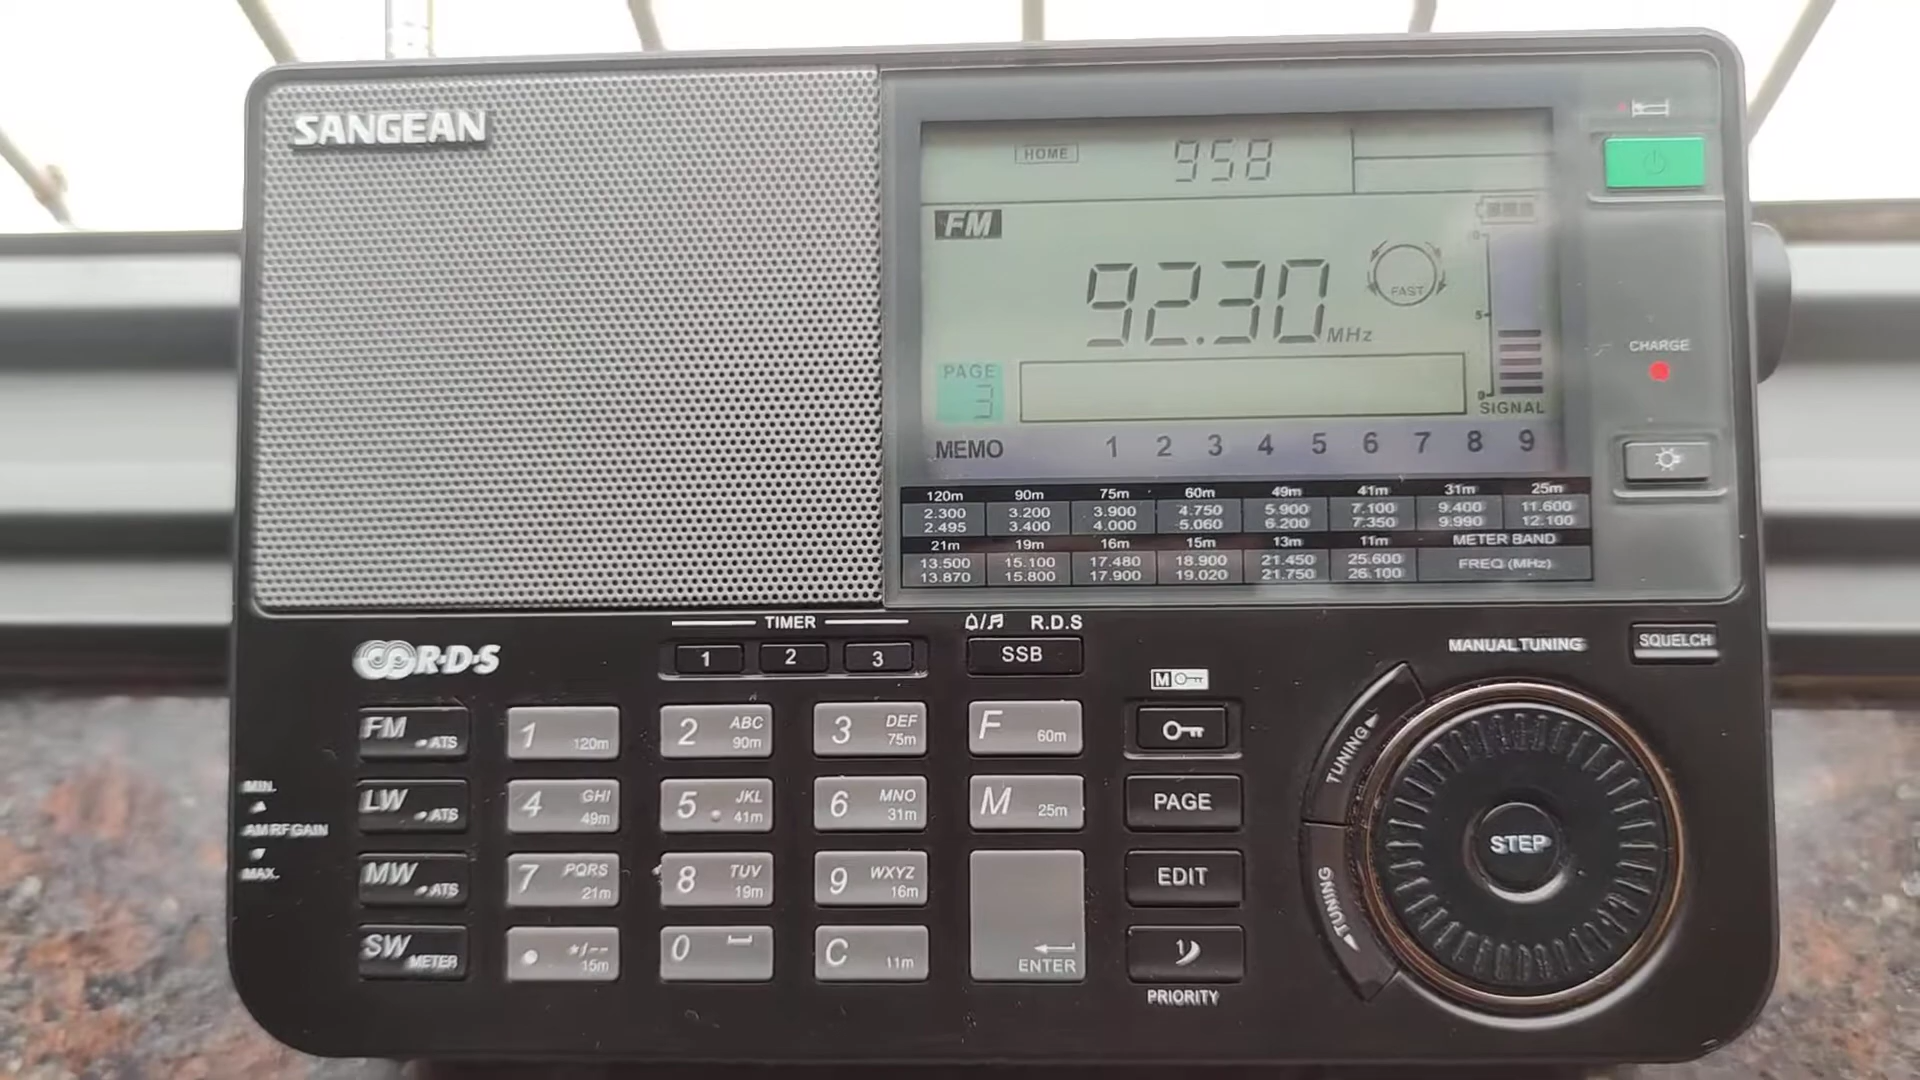 SANGEAN
HOME 958
FM
92.30 MHz
FAST
5
0
SIGNAL
PAGE
3
MEMO 1 2 3 4 5 6 7 8 9
CHARGE
120m 90m 75m 60m 49m 41m 31m 25m
2.300 3.200 3.900 4.750 5.900 7.100 9.400 11.600
2.495 3.400 4.000 5.060 6.200 7.350 9.990 12.100
21m 19m 16m 15m 13m 11m METER BAND
13.500 15.100 17.480 18.900 21.450 25.600 FREQ (MHz)
13.870 15.800 17.900 19.020 21.750 26.100
R·D·S
TIMER
1 2 3
R.D.S
SSB
MANUAL TUNING
SQUELCH
FM ATS
LW ATS
MW ATS
SW METER
MIN.
AM RF GAIN
MAX.
1 120m
2 ABC 90m
3 DEF 75m
F 60m
4 GHI 49m
5 JKL 41m
6 MNO 31m
M 25m
7 PQRS 21m
8 TUV 19m
9 WXYZ 16m
. */-- 15m
0
C 11m
ENTER
M
PAGE
EDIT
PRIORITY
TUNING
TUNING
STEP